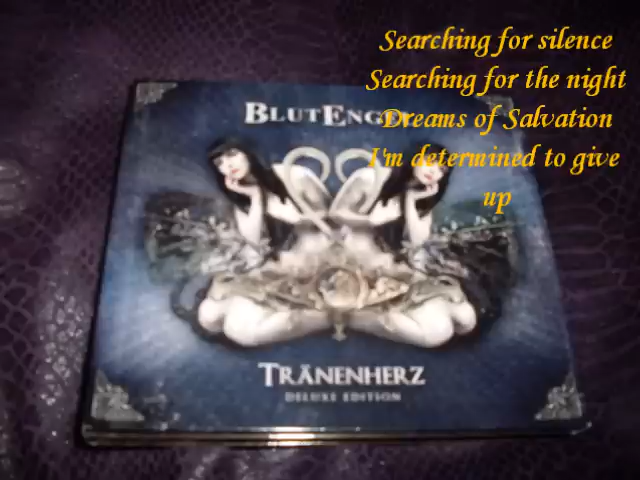 Searching for silence
Searching for the night
Dreams of Salvation
I'm determined to give
up
BLUTENGEL
TRÄNENHERZ
DELUXE EDITION